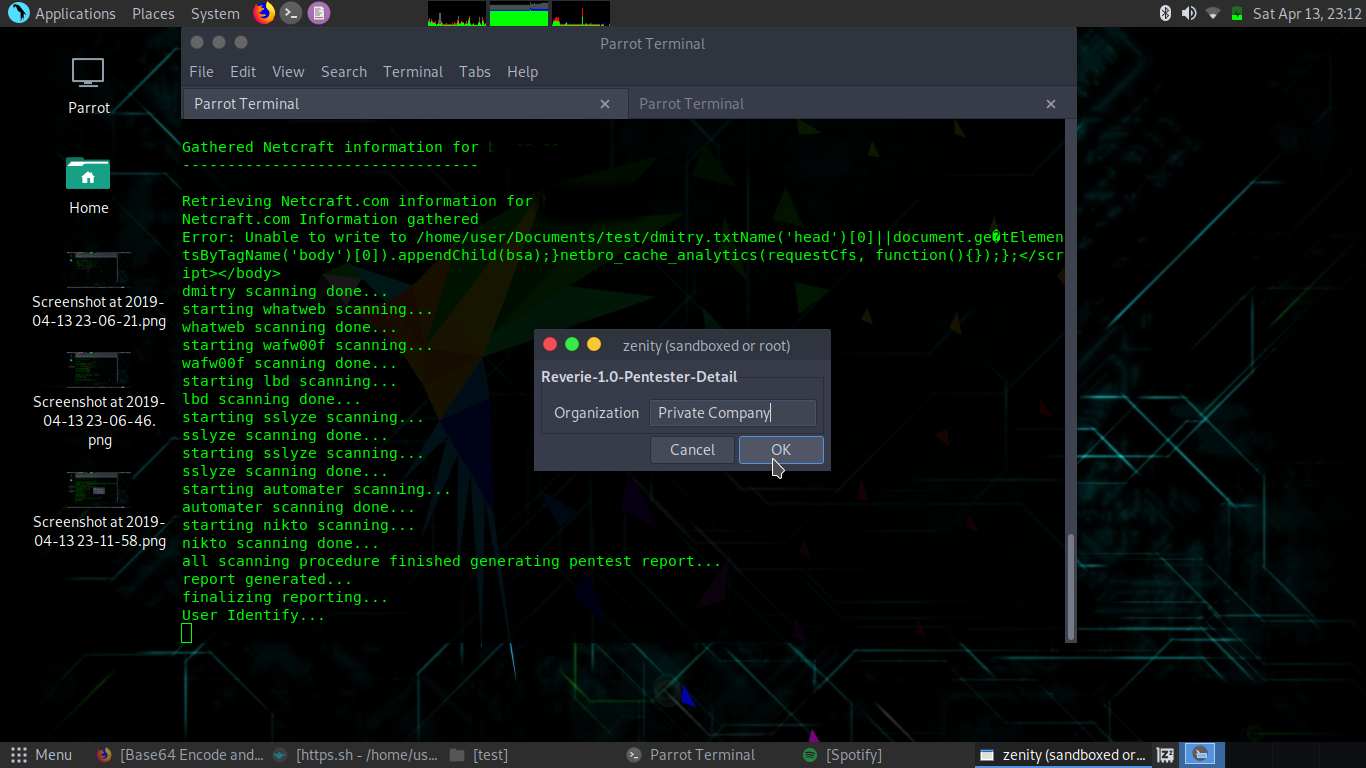 Applications Places System
Sat Apr 13, 23:12
Parrot Terminal
File Edit View Search Terminal Tabs Help
Parrot Terminal
Parrot Terminal
Parrot
Home
Screenshot at 2019-
04-13 23-06-21.png
Screenshot at 2019-
04-13 23-06-46.
png
Screenshot at 2019-
04-13 23-11-58.png
Gathered Netcraft information for
---------------------------------
Retrieving Netcraft.com information for
Netcraft.com Information gathered
Error: Unable to write to /home/user/Documents/test/dmitry.txtName('head')[0]||document.ge�tElemen
tsByTagName('body')[0]).appendChild(bsa);}netbro_cache_analytics(requestCfs, function(){});};</scr
ipt></body>
dmitry scanning done...
starting whatweb scanning...
whatweb scanning done...
starting wafw00f scanning...
wafw00f scanning done...
starting lbd scanning...
lbd scanning done...
starting sslyze scanning...
sslyze scanning done...
starting sslyze scanning...
sslyze scanning done...
starting automater scanning...
automater scanning done...
starting nikto scanning...
nikto scanning done...
all scanning procedure finished generating pentest report...
report generated...
finalizing reporting...
User Identify...
zenity (sandboxed or root)
Reverie-1.0-Pentester-Detail
Organization Private Company
Cancel OK
Menu [Base64 Encode and... [https.sh - /home/us... [test] Parrot Terminal [Spotify] zenity (sandboxed or...